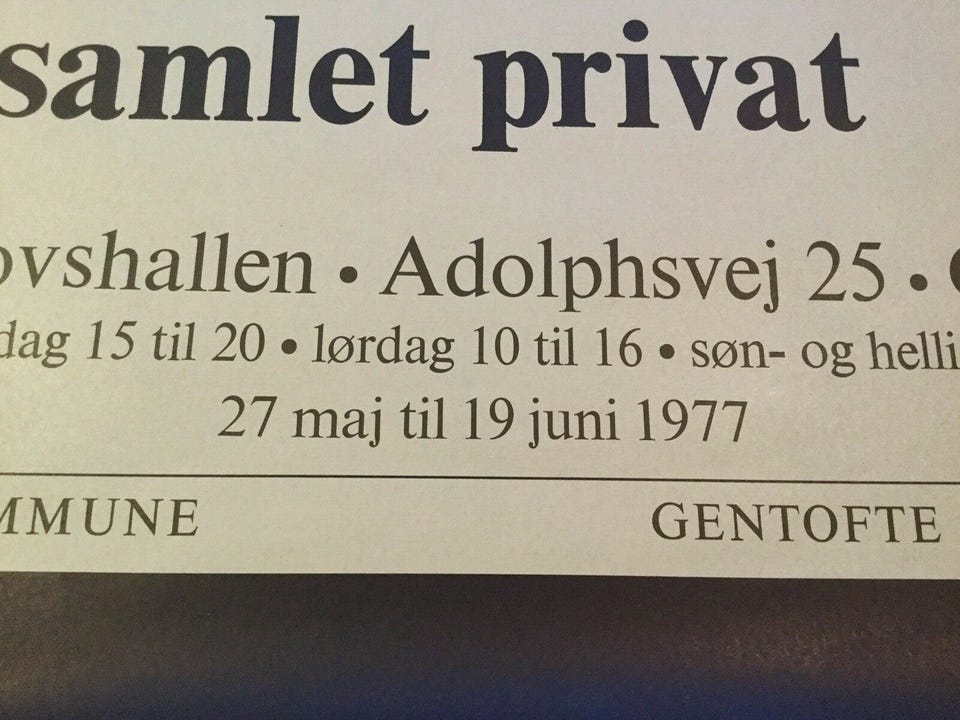 samlet privat
ovshallen • Adolphsvej 25 •
dag 15 til 20 • lørdag 10 til 16 • søn- og helli
27 maj til 19 juni 1977
MMUNE GENTOFTE